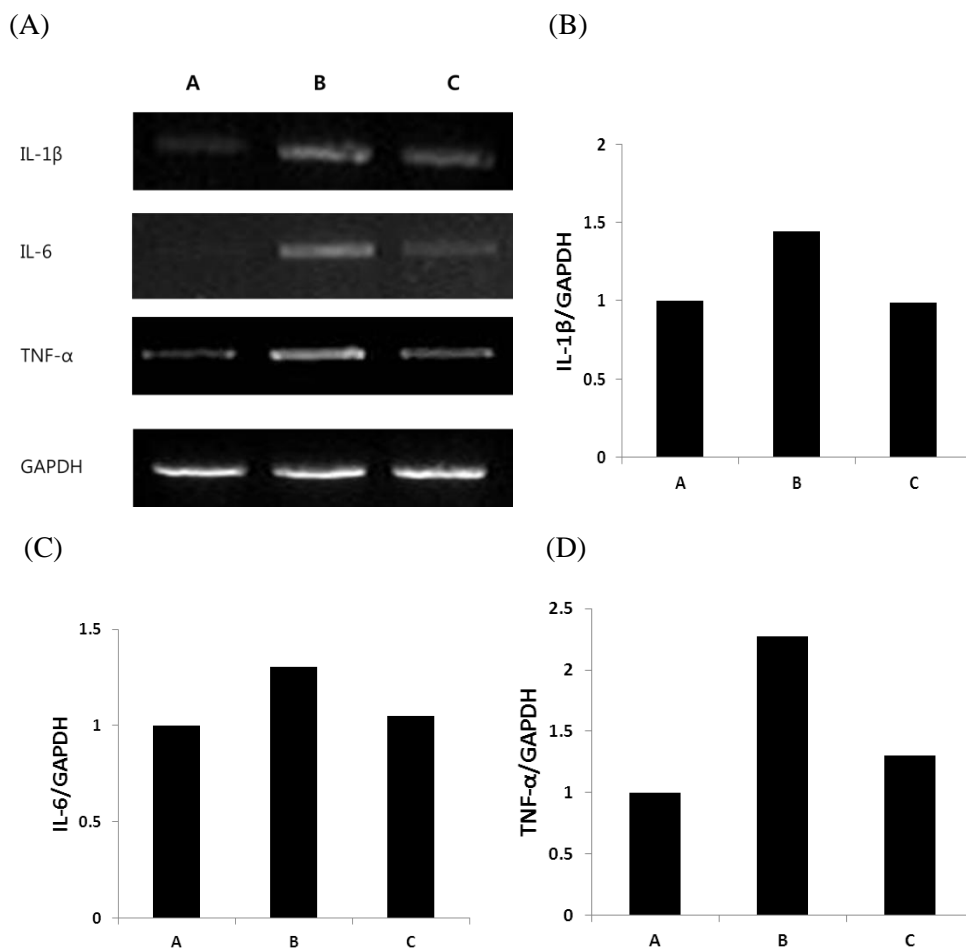 (A)
A B C
IL-1β
IL-6
TNF-α
GAPDH
(B)
IL-1β/GAPDH
2
1.5
1
0.5
0
A B C
(C)
IL-6/GAPDH
1.5
1
0.5
0
A B C
(D)
TNF-α/GAPDH
2.5
2
1.5
1
0.5
0
A B C